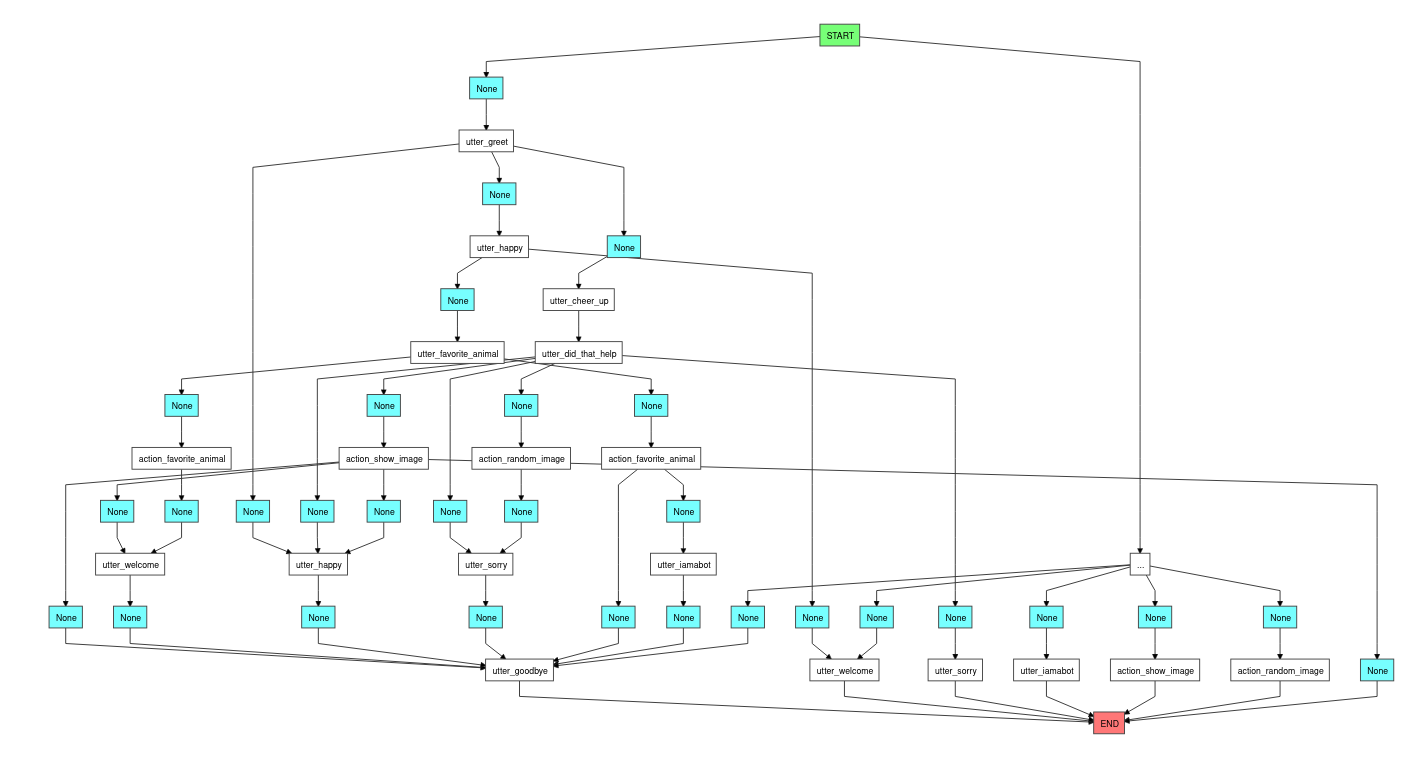 START
None
utter_greet
None
utter_happy
None
None
utter_cheer_up
utter_favorite_animal
utter_did_that_help
None
None
None
None
action_favorite_animal
action_show_image
action_random_image
action_favorite_animal
None
None
None
None
None
None
None
None
utter_welcome
utter_happy
utter_sorry
utter_iamabot
...
None
None
None
None
None
None
None
None
None
None
None
None
None
utter_goodbye
utter_welcome
utter_sorry
utter_iamabot
action_show_image
action_random_image
None
END